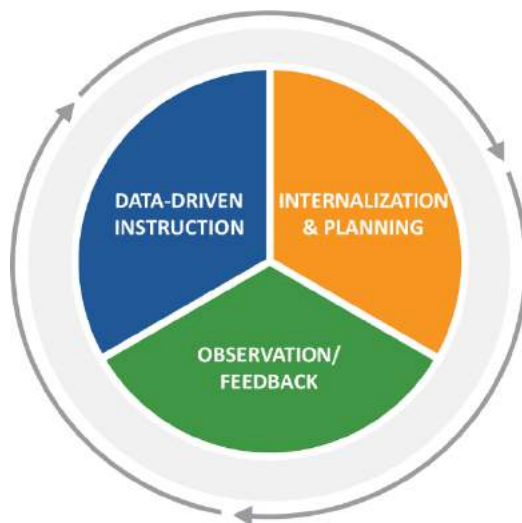 DATA-DRIVEN
INSTRUCTION
INTERNALIZATION
& PLANNING
OBSERVATION/
FEEDBACK